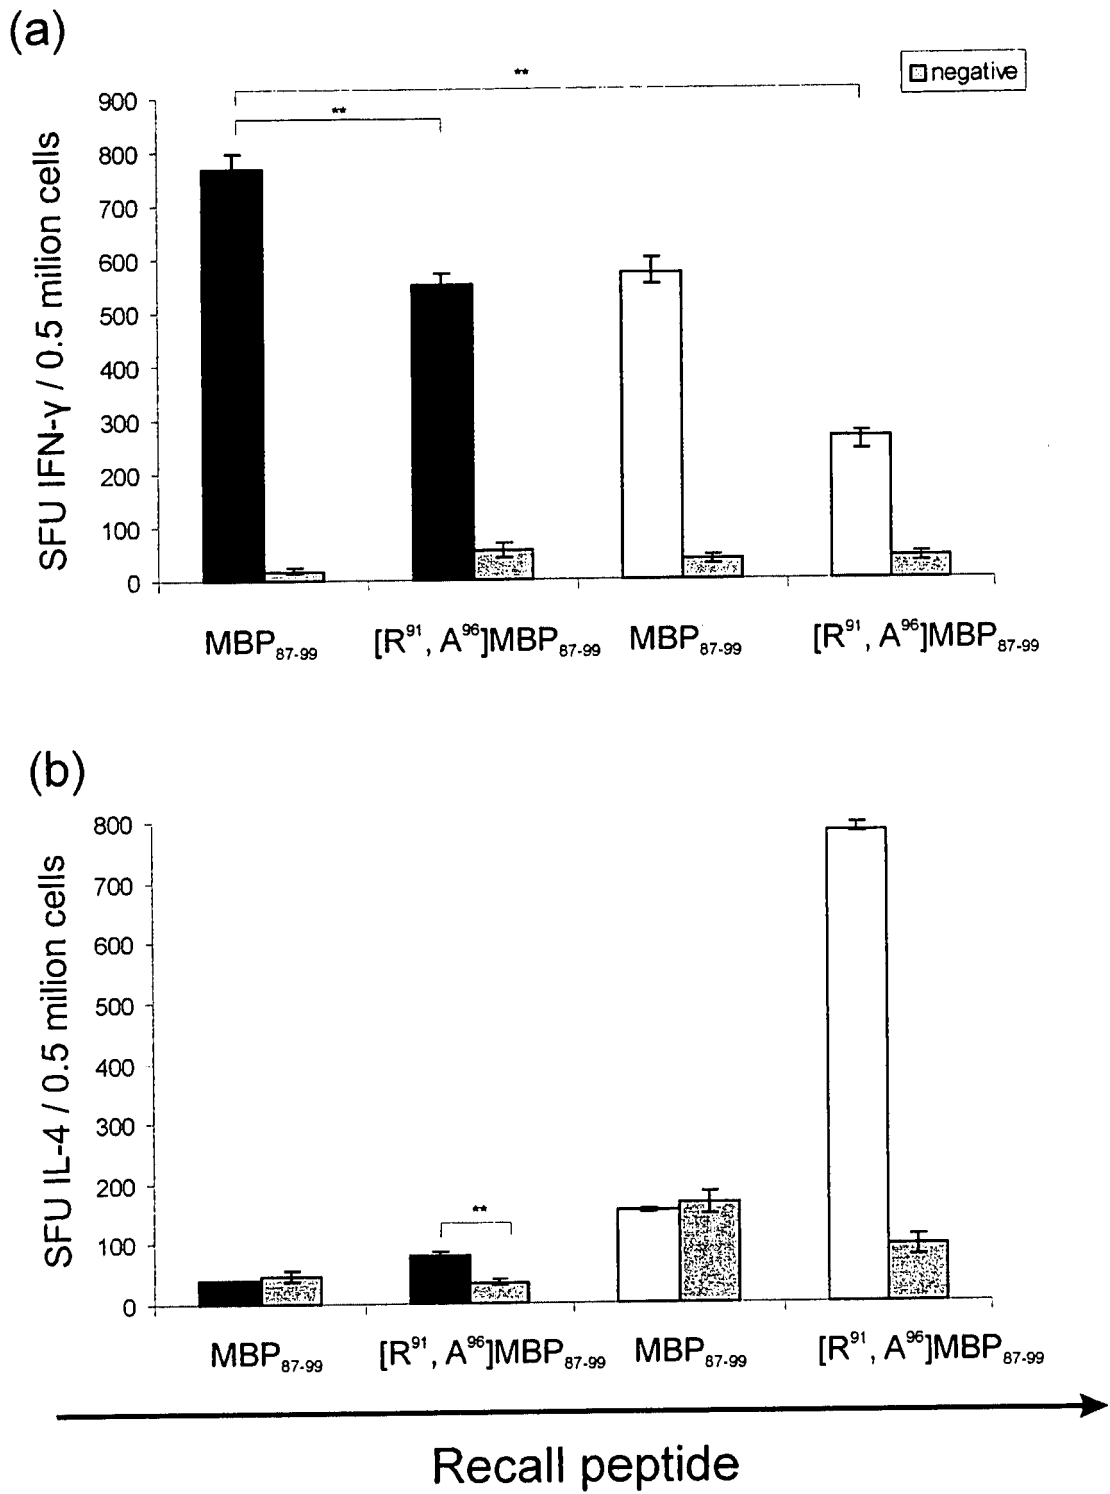 (a)
**
negative
**
900
800
700
600
500
400
300
200
100
0
SFU IFN-γ / 0.5 milion cells
MBP87-99 [R91, A96]MBP87-99 MBP87-99 [R91, A96]MBP87-99
(b)
800
700
600
500
400
300
200
100
0
SFU IL-4 / 0.5 milion cells
**
MBP87-99 [R91, A96]MBP87-99 MBP87-99 [R91, A96]MBP87-99
Recall peptide